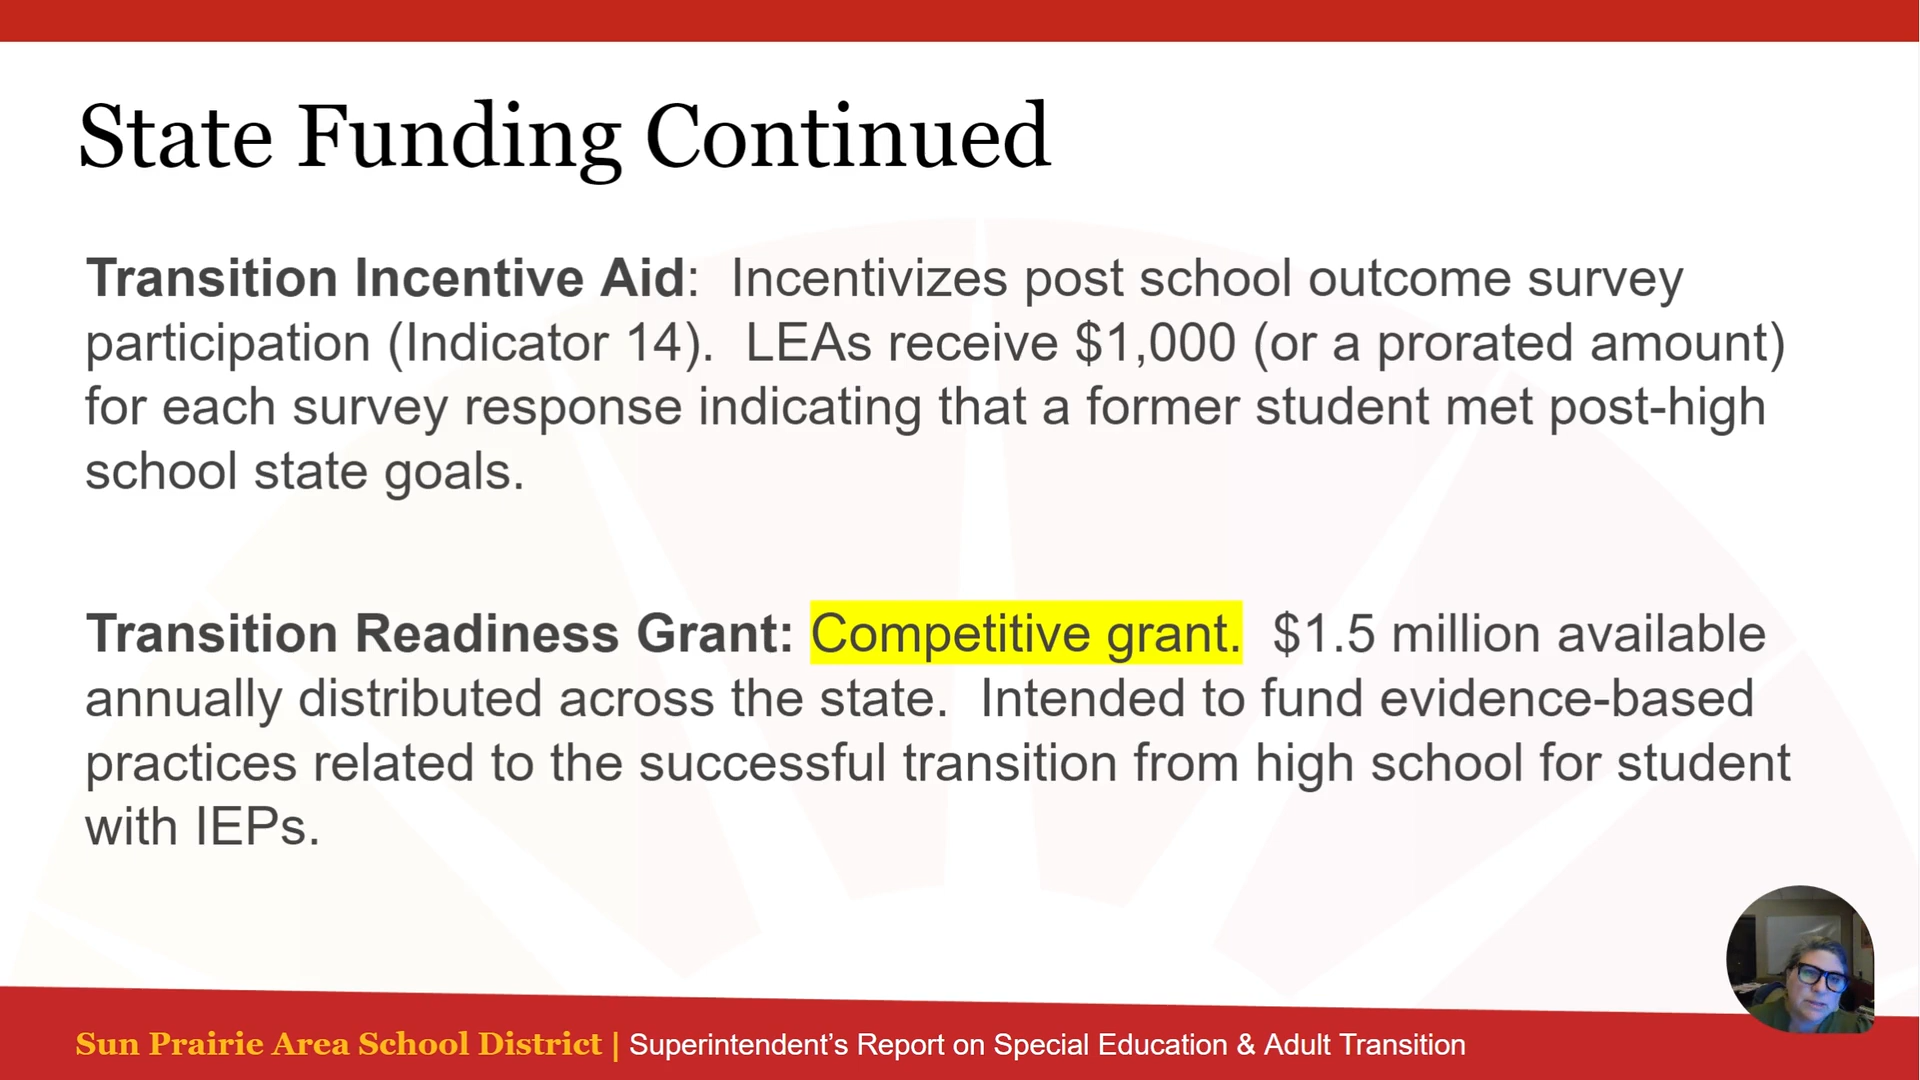 State Funding Continued
Transition Incentive Aid:  Incentivizes post school outcome survey
participation (Indicator 14).  LEAs receive $1,000 (or a prorated amount)
for each survey response indicating that a former student met post-high
school state goals.
Transition Readiness Grant: Competitive grant.  $1.5 million available
annually distributed across the state.  Intended to fund evidence-based
practices related to the successful transition from high school for student
with IEPs.
Sun Prairie Area School District | Superintendent’s Report on Special Education & Adult Transition